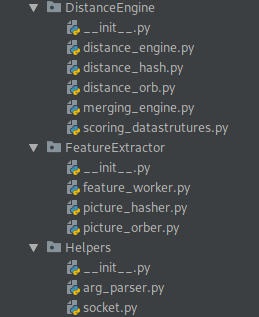 DistanceEngine
__init__.py
distance_engine.py
distance_hash.py
distance_orb.py
merging_engine.py
scoring_datastrutures.py
FeatureExtractor
__init__.py
feature_worker.py
picture_hasher.py
picture_orber.py
Helpers
__init__.py
arg_parser.py
socket.py